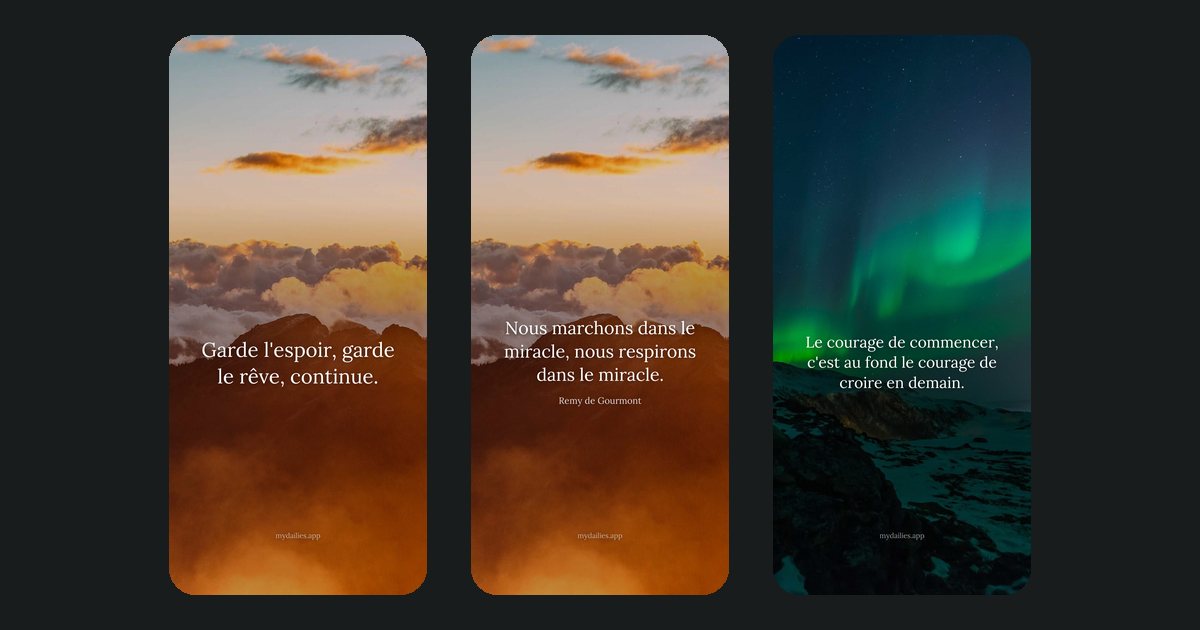 Garde l'espoir, garde
le rêve, continue.
mydailies.app
Nous marchons dans le
miracle, nous respirons
dans le miracle.
Remy de Gourmont
mydailies.app
Le courage de commencer,
c'est au fond le courage de
croire en demain.
mydailies.app